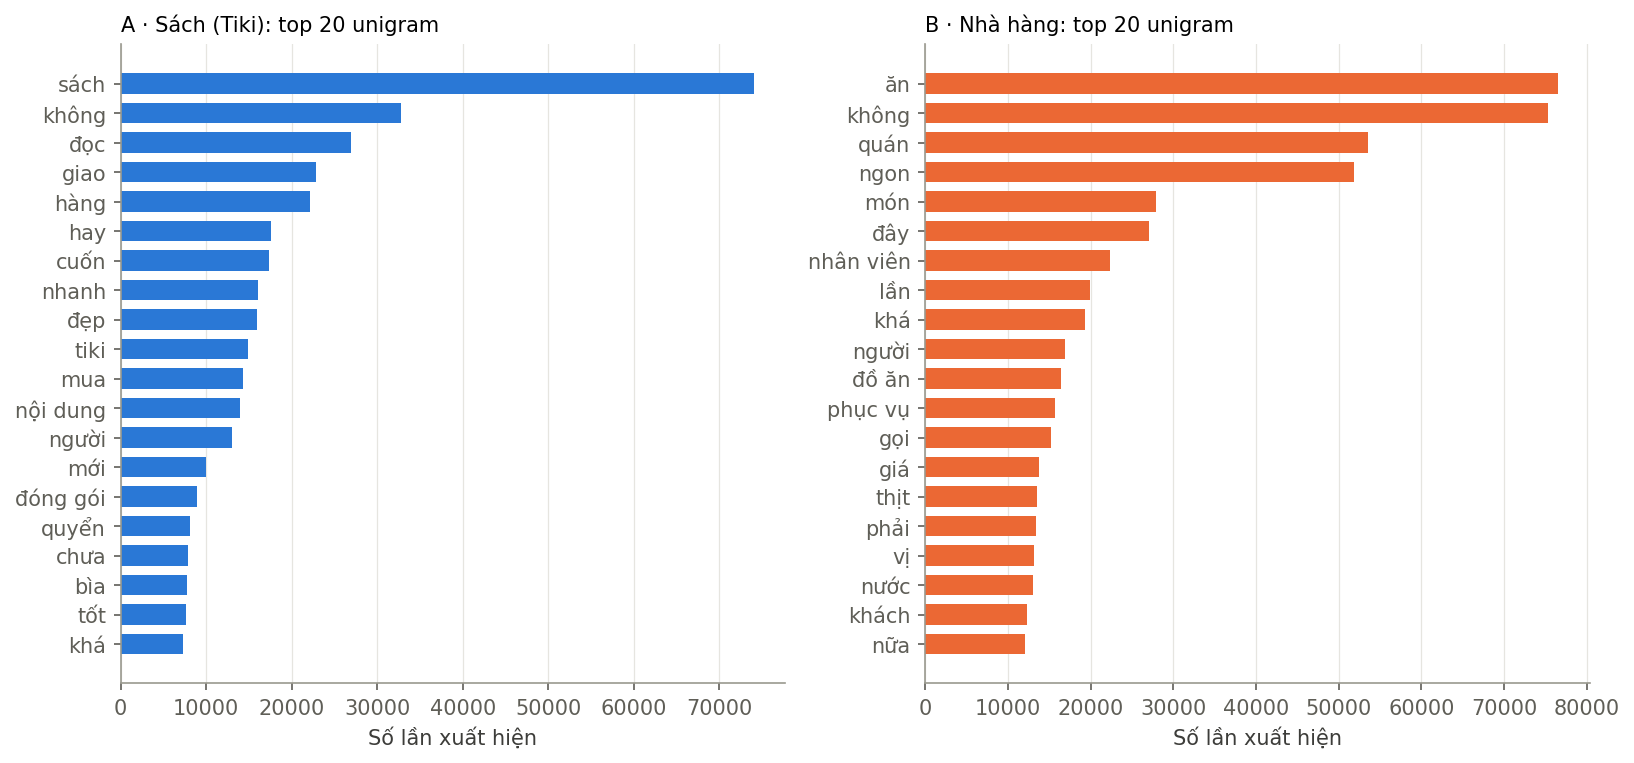 A · Sách (Tiki): top 20 unigram
sách
không
đọc
giao
hàng
hay
cuốn
nhanh
đẹp
tiki
mua
nội dung
người
mới
đóng gói
quyển
chưa
bìa
tốt
khá
0 10000 20000 30000 40000 50000 60000 70000
Số lần xuất hiện
B · Nhà hàng: top 20 unigram
ăn
không
quán
ngon
món
đây
nhân viên
lần
khá
người
đồ ăn
phục vụ
gọi
giá
thịt
phải
vị
nước
khách
nữa
0 10000 20000 30000 40000 50000 60000 70000 80000
Số lần xuất hiện